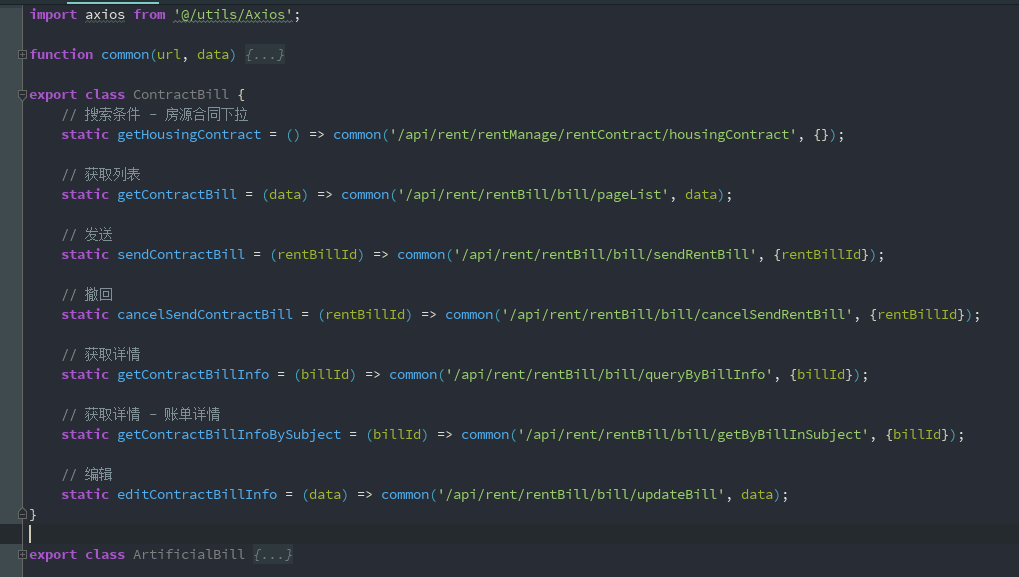 import axios from '@/utils/Axios';
function common(url, data) {...}
export class ContractBill {
// 搜索条件 - 房源合同下拉
static getHousingContract = () => common('/api/rent/rentManage/rentContract/housingContract', {});
// 获取列表
static getContractBill = (data) => common('/api/rent/rentBill/bill/pageList', data);
// 发送
static sendContractBill = (rentBillId) => common('/api/rent/rentBill/bill/sendRentBill', {rentBillId});
// 撤回
static cancelSendContractBill = (rentBillId) => common('/api/rent/rentBill/bill/cancelSendRentBill', {rentBillId});
// 获取详情
static getContractBillInfo = (billId) => common('/api/rent/rentBill/bill/queryByBillInfo', {billId});
// 获取详情 - 账单详情
static getContractBillInfoBySubject = (billId) => common('/api/rent/rentBill/bill/getByBillInSubject', {billId});
// 编辑
static editContractBillInfo = (data) => common('/api/rent/rentBill/bill/updateBill', data);
}
export class ArtificialBill {...}